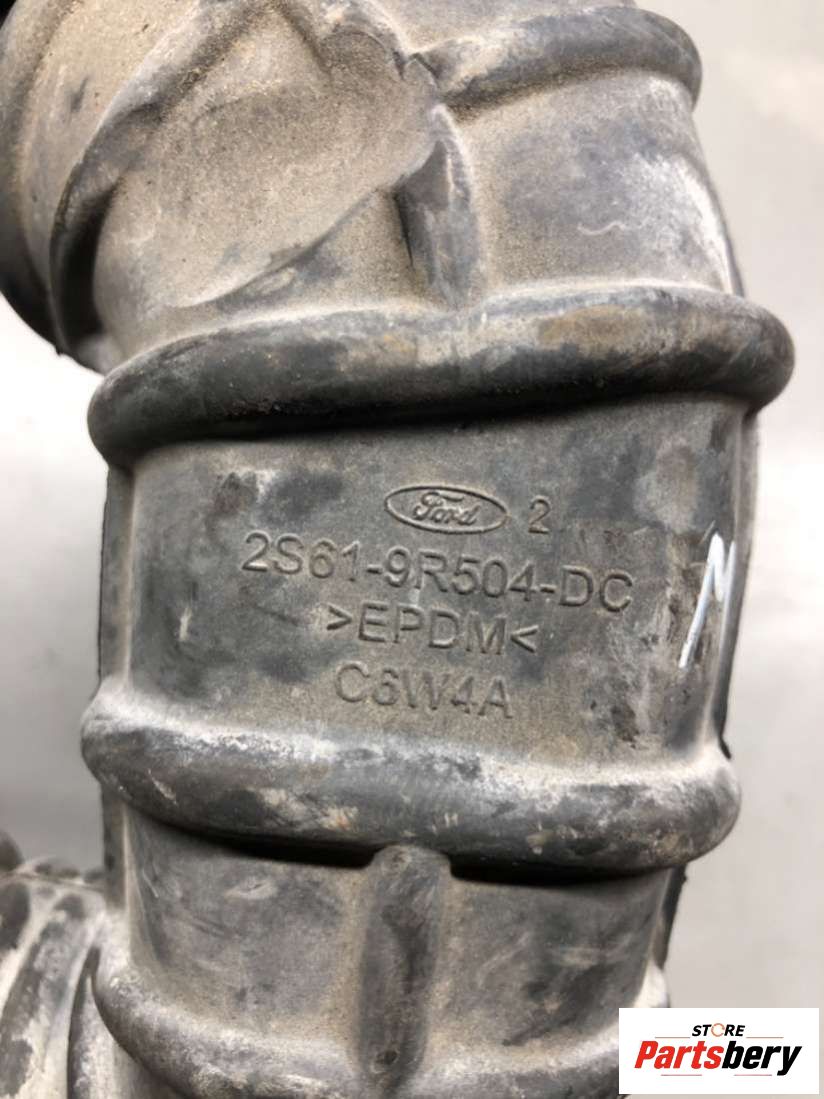 Ford 2
2S61-9R504-DC
>EPDM<
C6W4A
STORE
Partsbery